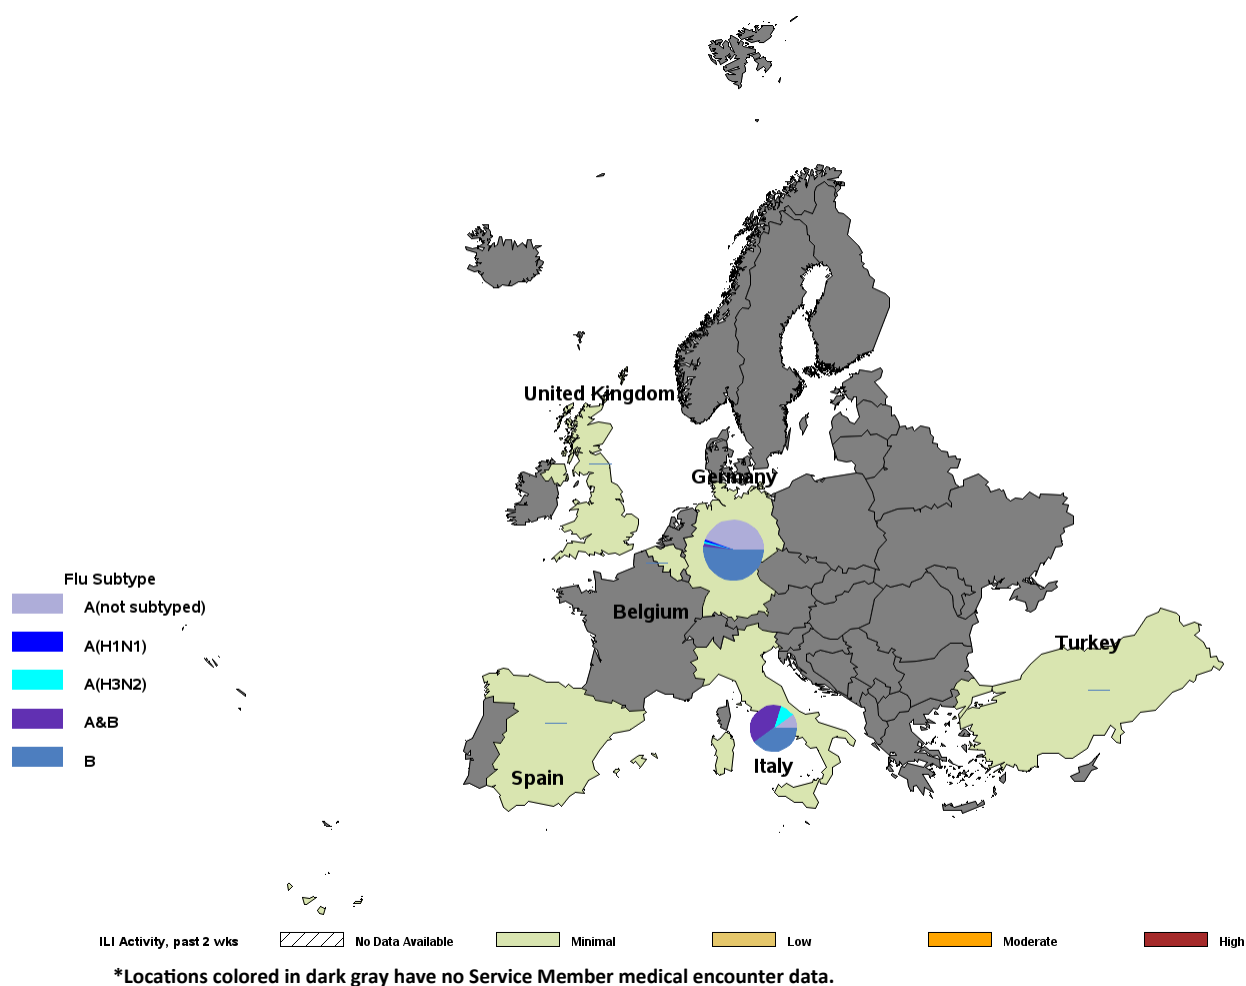 United Kingdom
Germany
Belgium
Turkey
Spain
Italy
Flu Subtype
A(not subtyped)
A(H1N1)
A(H3N2)
A&B
B
ILI Activity, past 2 wks No Data Available Minimal Low Moderate High
*Locations colored in dark gray have no Service Member medical encounter data.